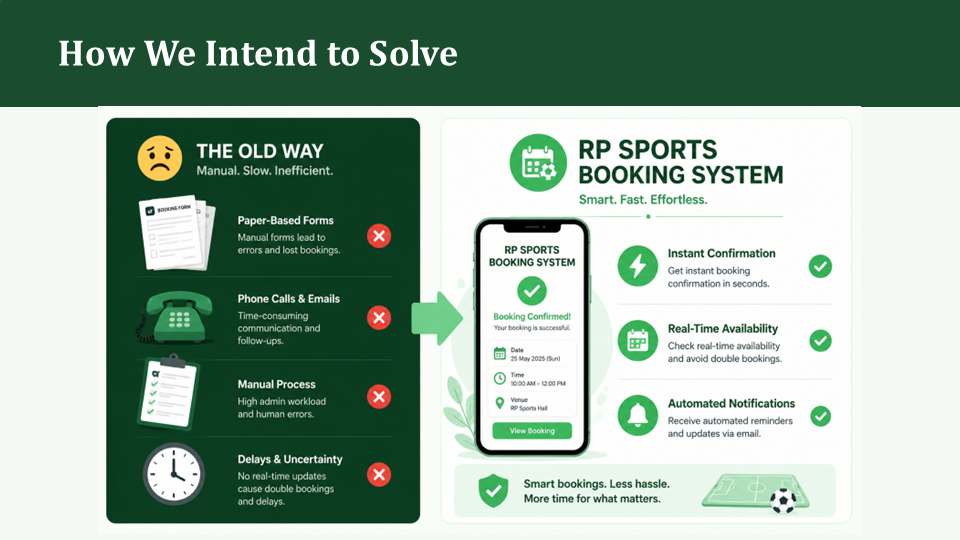 How We Intend to Solve
THE OLD WAY
Manual. Slow. Inefficient.
BOOKING FORM
Paper-Based Forms
Manual forms lead to
errors and lost bookings.
Phone Calls & Emails
Time-consuming
communication and
follow-ups.
Manual Process
High admin workload
and human errors.
Delays & Uncertainty
No real-time updates
cause double bookings
and delays.
RP SPORTS
BOOKING SYSTEM
Smart. Fast. Effortless.
RP SPORTS
BOOKING SYSTEM
Booking Confirmed!
Your booking is successful.
Date
25 May 2025 (Sun)
Time
10:00 AM – 12:00 PM
Venue
RP Sports Hall
View Booking
Instant Confirmation
Get instant booking
confirmation in seconds.
Real-Time Availability
Check real-time availability
and avoid double bookings.
Automated Notifications
Receive automated reminders
and updates via email.
Smart bookings. Less hassle.
More time for what matters.